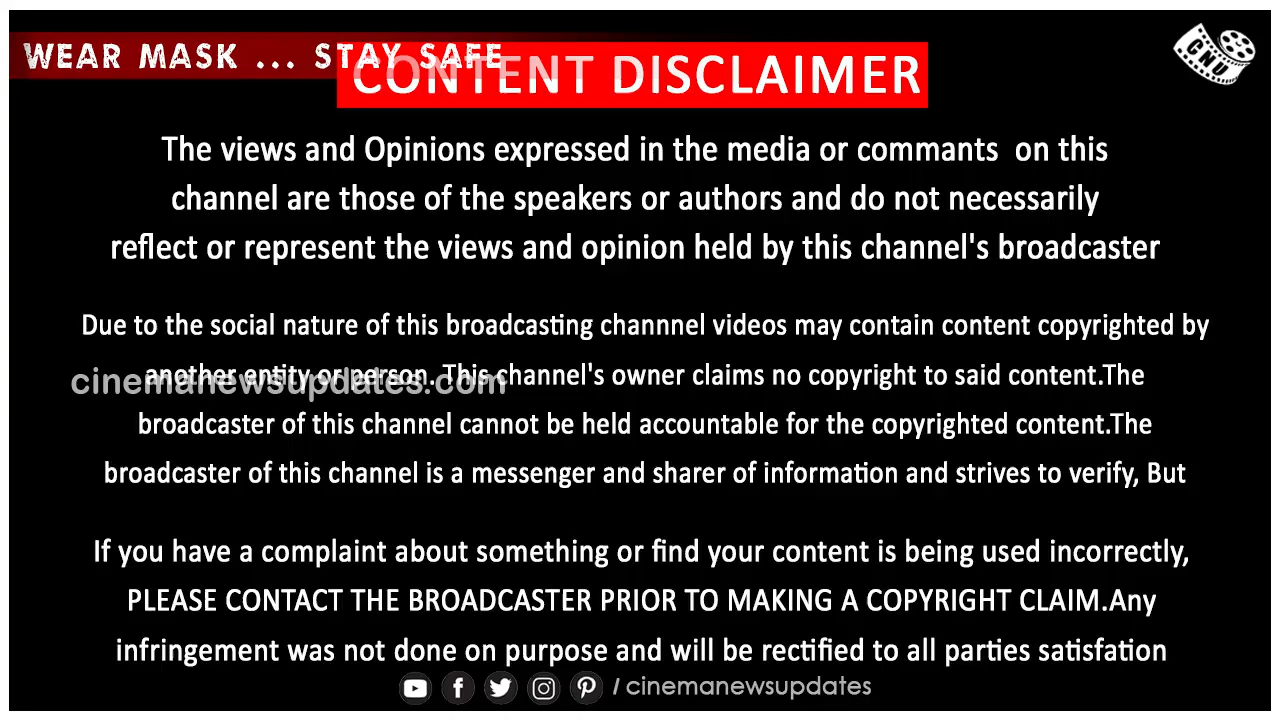 WEAR MASK ... STAY SAFE
CONTENT DISCLAIMER
CNU
The views and Opinions expressed in the media or commants on this
channel are those of the speakers or authors and do not necessarily
reflect or represent the views and opinion held by this channel's broadcaster
Due to the social nature of this broadcasting channnel videos may contain content copyrighted by
another entity or person. This channel's owner claims no copyright to said content.The
cinemanewsupdates.com
broadcaster of this channel cannot be held accountable for the copyrighted content.The
broadcaster of this channel is a messenger and sharer of information and strives to verify, But
If you have a complaint about something or find your content is being used incorrectly,
PLEASE CONTACT THE BROADCASTER PRIOR TO MAKING A COPYRIGHT CLAIM.Any
infringement was not done on purpose and will be rectified to all parties satisfation
/ cinemanewsupdates